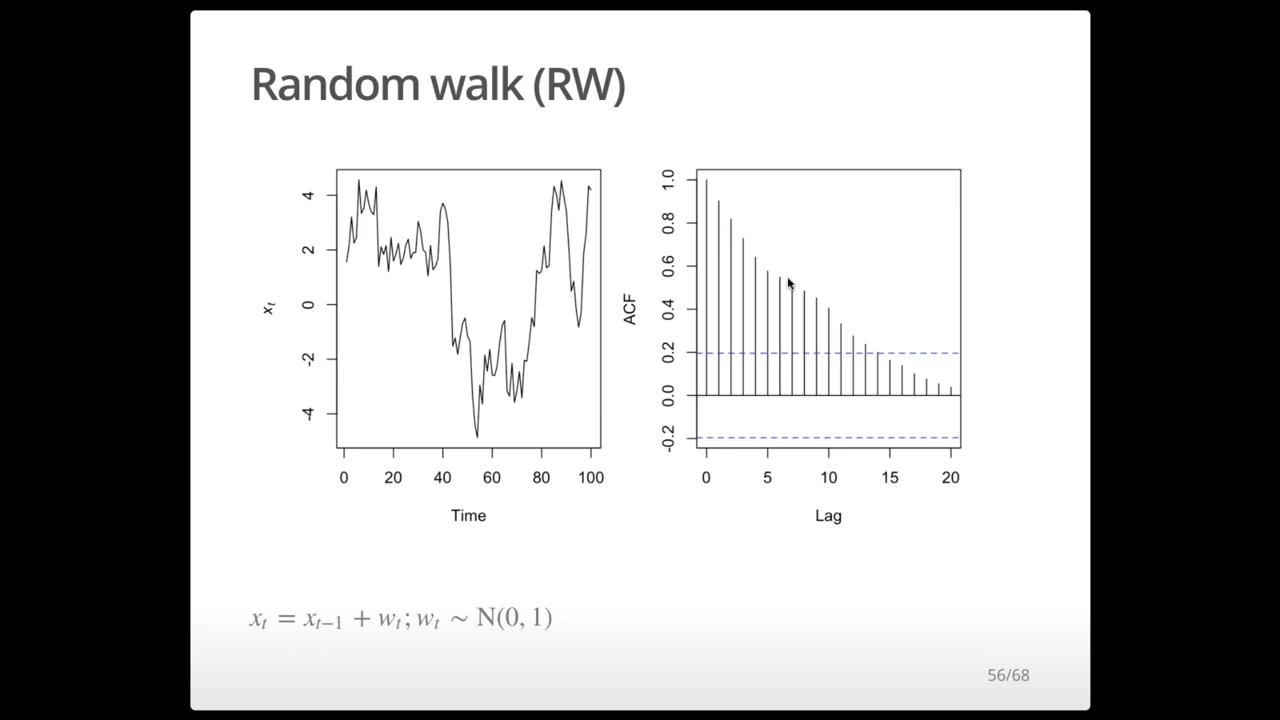 Random walk (RW)
4
2
0
-2
-4
x_t
0 20 40 60 80 100
Time
1.0
0.8
0.6
0.4
0.2
0.0
-0.2
ACF
0 5 10 15 20
Lag
x_t = x_{t−1} + w_t; w_t ∼ N(0, 1)
56/68